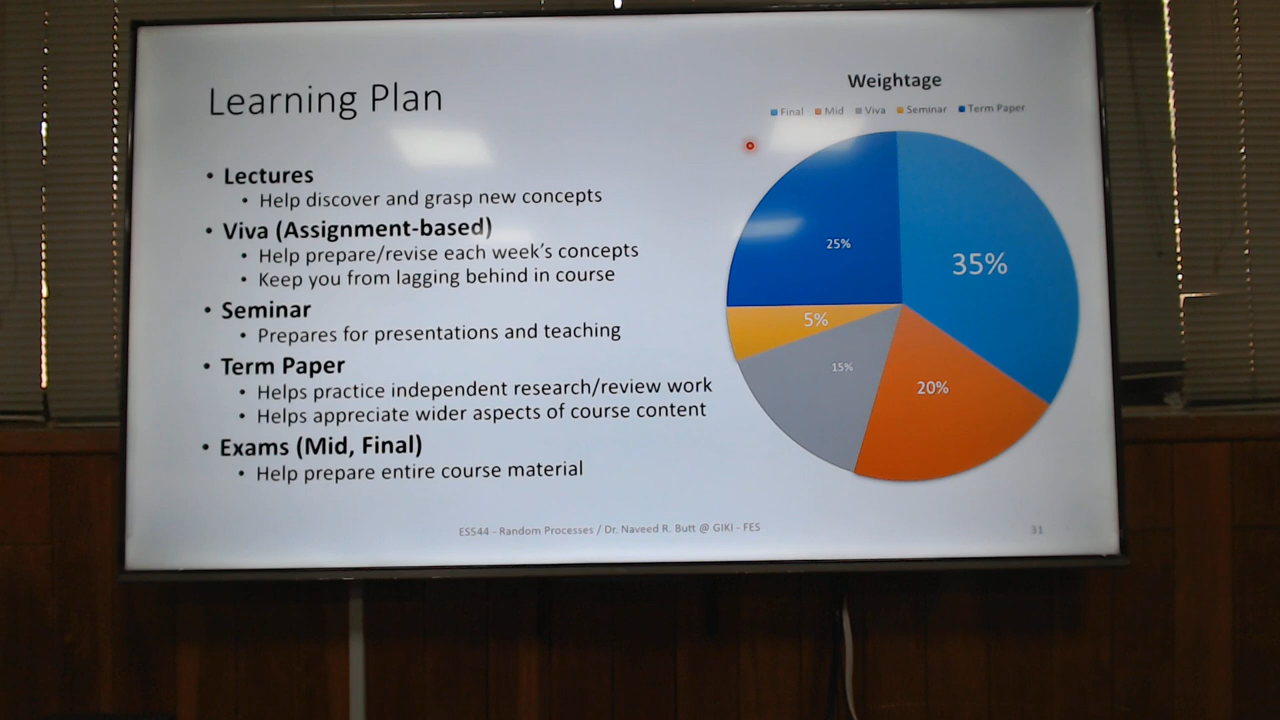 Learning Plan
• Lectures
• Help discover and grasp new concepts
• Viva (Assignment-based)
• Help prepare/revise each week's concepts
• Keep you from lagging behind in course
• Seminar
• Prepares for presentations and teaching
• Term Paper
• Helps practice independent research/review work
• Helps appreciate wider aspects of course content
• Exams (Mid, Final)
• Help prepare entire course material
Weightage
Final Mid Viva Seminar Term Paper
35%
20%
15%
5%
25%
ES544 - Random Processes / Dr. Naveed R. Butt @ GIKI - FES
31